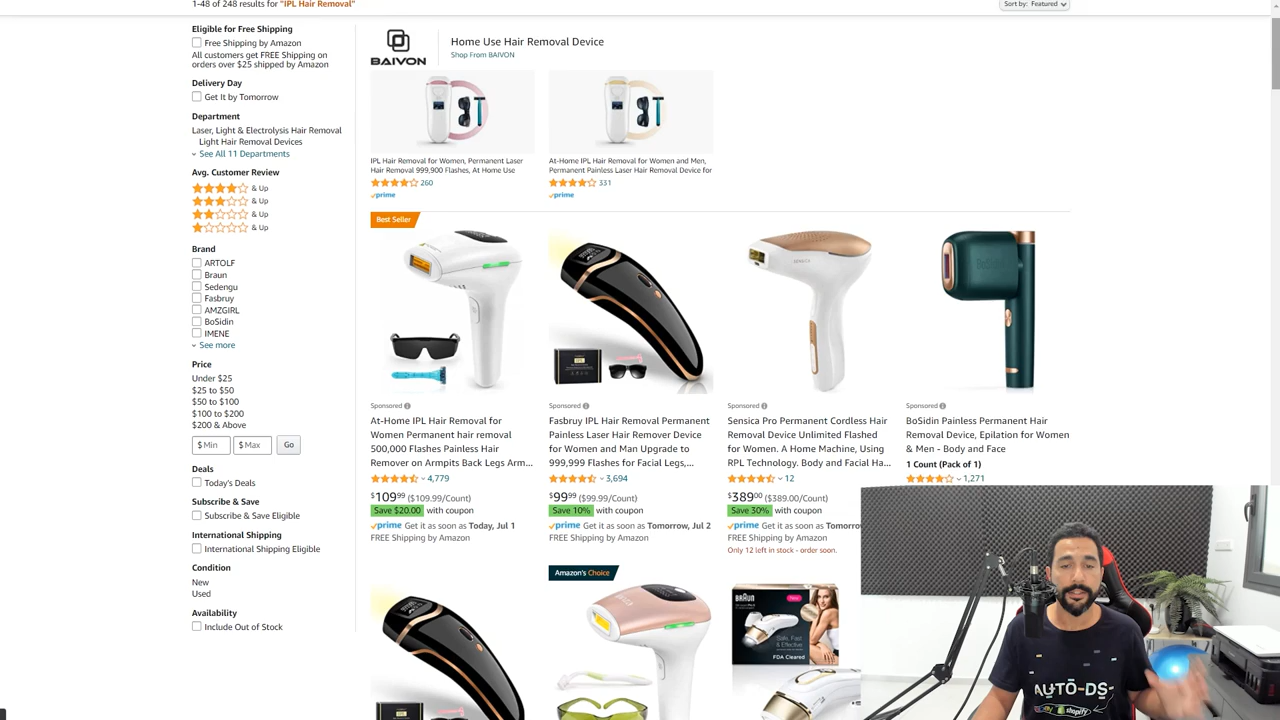 1-48 of 248 results for "IPL Hair Removal"
Sort by: Featured
Eligible for Free Shipping
Free Shipping by Amazon
All customers get FREE Shipping on
orders over $25 shipped by Amazon
Delivery Day
Get It by Tomorrow
Department
Laser, Light & Electrolysis Hair Removal
Light Hair Removal Devices
See All 11 Departments
Avg. Customer Review
& Up
& Up
& Up
& Up
Brand
ARTOLF
Braun
Sedengu
Fasbruy
AMZGIRL
BoSidin
IMENE
See more
Price
Under $25
$25 to $50
$50 to $100
$100 to $200
$200 & Above
$ Min $ Max Go
Deals
Today's Deals
Subscribe & Save
Subscribe & Save Eligible
International Shipping
International Shipping Eligible
Condition
New
Used
Availability
Include Out of Stock
BAIVON
Home Use Hair Removal Device
Shop From BAIVON
IPL Hair Removal for Women, Permanent Laser
Hair Removal 999,900 Flashes, At Home Use
260
prime
At-Home IPL Hair Removal for Women and Men,
Permanent Painless Laser Hair Removal Device for
331
prime
Best Seller
Sponsored
At-Home IPL Hair Removal for
Women Permanent hair removal
500,000 Flashes Painless Hair
Remover on Armpits Back Legs Arm...
4,779
$109.99 ($109.99/Count)
Save $20.00 with coupon
prime Get it as soon as Today, Jul 1
FREE Shipping by Amazon
Sponsored
Fasbruy IPL Hair Removal Permanent
Painless Laser Hair Remover Device
for Women and Man Upgrade to
999,999 Flashes for Facial Legs,...
3,694
$99.99 ($99.99/Count)
Save 10% with coupon
prime Get it as soon as Tomorrow, Jul 2
FREE Shipping by Amazon
Sponsored
Sensica Pro Permanent Cordless Hair
Removal Device Unlimited Flashed
for Women. A Home Machine, Using
RPL Technology. Body and Facial Ha...
12
$389.00 ($389.00/Count)
Save 30% with coupon
prime Get it as soon as Tomorrow
FREE Shipping by Amazon
Only 12 left in stock - order soon.
Sponsored
BoSidin Painless Permanent Hair
Removal Device, Epilation for Women
& Men - Body and Face
1 Count (Pack of 1)
1,271
Amazon's Choice
BRAUN
New
Safe, Fast
& Effective
FDA Cleared
AUTO-DS
shopify